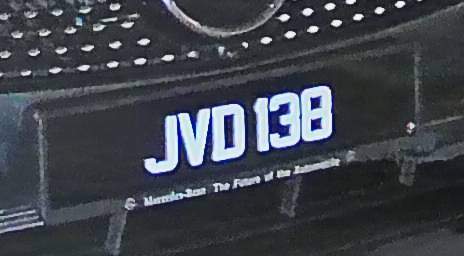 JVD 138
Mercedes-Benz The Future of the Automobile